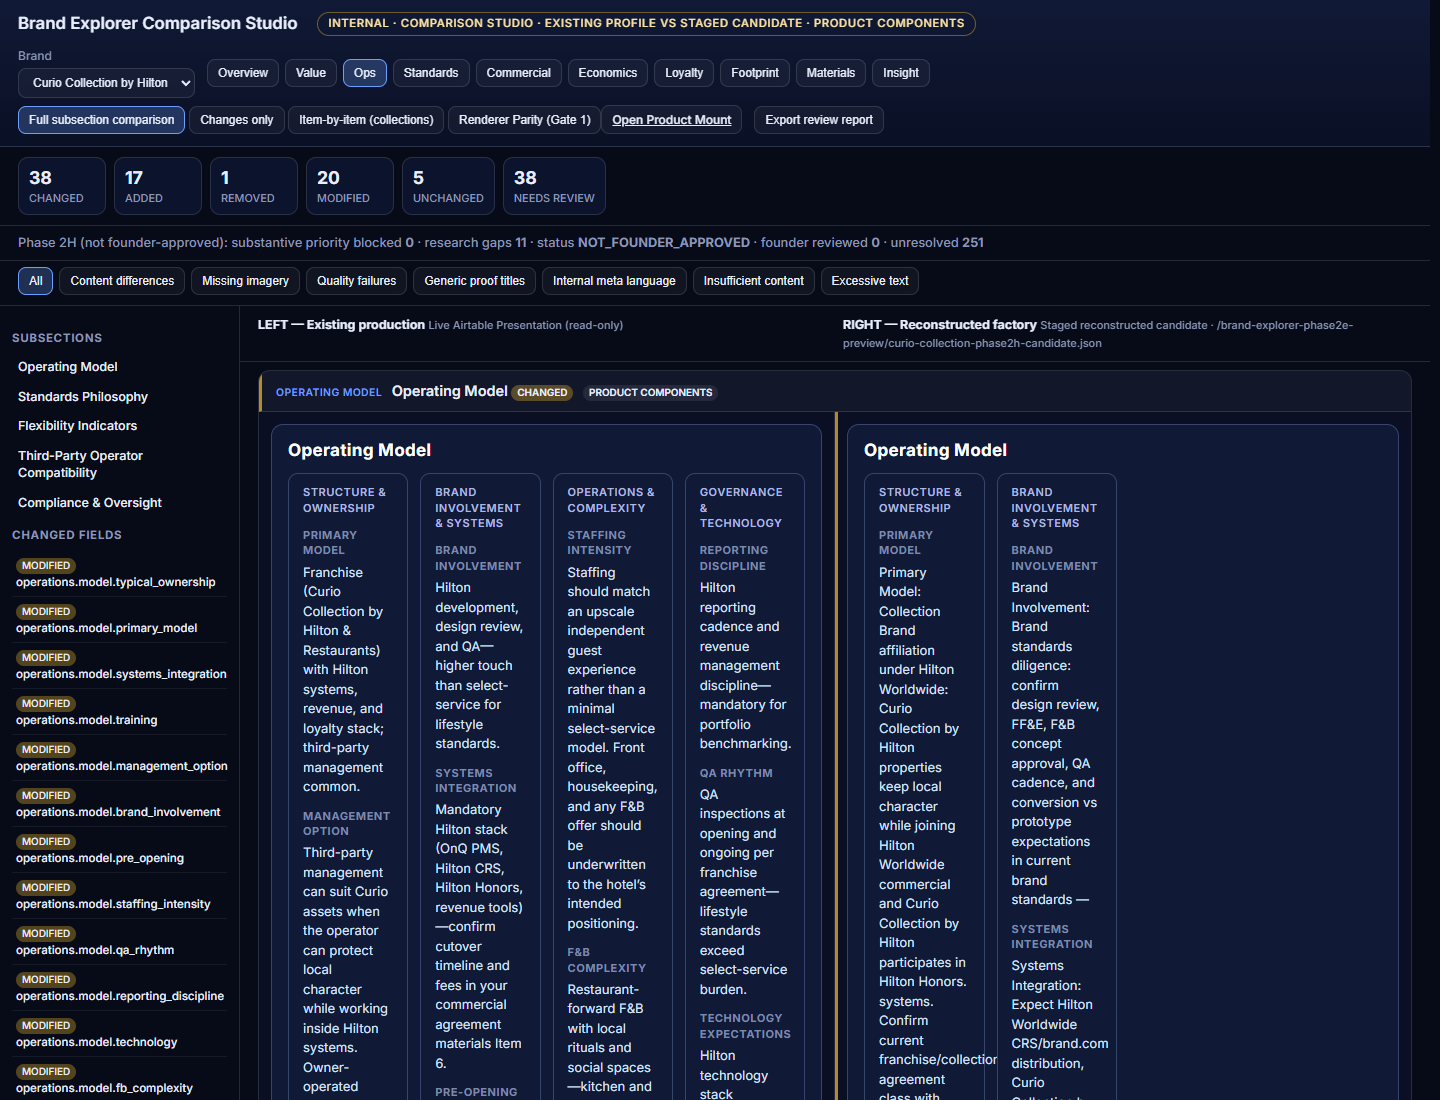 Brand Explorer Comparison Studio
INTERNAL · COMPARISON STUDIO · EXISTING PROFILE VS STAGED CANDIDATE · PRODUCT COMPONENTS
Brand
Curio Collection by Hilton
Overview
Value
Ops
Standards
Commercial
Economics
Loyalty
Footprint
Materials
Insight
Full subsection comparison
Changes only
Item-by-item (collections)
Renderer Parity (Gate 1)
Open Product Mount
Export review report
38
CHANGED
17
ADDED
1
REMOVED
20
MODIFIED
5
UNCHANGED
38
NEEDS REVIEW
Phase 2H (not founder-approved): substantive priority blocked 0 · research gaps 11 · status NOT_FOUNDER_APPROVED · founder reviewed 0 · unresolved 251
All
Content differences
Missing imagery
Quality failures
Generic proof titles
Internal meta language
Insufficient content
Excessive text
SUBSECTIONS
Operating Model
Standards Philosophy
Flexibility Indicators
Third-Party Operator
Compatibility
Compliance & Oversight
CHANGED FIELDS
MODIFIED
operations.model.typical_ownership
MODIFIED
operations.model.primary_model
MODIFIED
operations.model.systems_integration
MODIFIED
operations.model.training
MODIFIED
operations.model.management_option
MODIFIED
operations.model.brand_involvement
MODIFIED
operations.model.pre_opening
MODIFIED
operations.model.staffing_intensity
MODIFIED
operations.model.qa_rhythm
MODIFIED
operations.model.reporting_discipline
MODIFIED
operations.model.technology
MODIFIED
operations.model.fb_complexity
LEFT — Existing production Live Airtable Presentation (read-only)
RIGHT — Reconstructed factory Staged reconstructed candidate · /brand-explorer-phase2e-
preview/curio-collection-phase2h-candidate.json
OPERATING MODEL Operating Model CHANGED PRODUCT COMPONENTS
Operating Model
STRUCTURE &
OWNERSHIP
PRIMARY
MODEL
Franchise
(Curio
Collection by
Hilton &
Restaurants)
with Hilton
systems,
revenue, and
loyalty stack;
third-party
management
common.
MANAGEMENT
OPTION
Third-party
management
can suit Curio
assets when
the operator
can protect
local
character
while working
inside Hilton
systems.
Owner-
operated
BRAND
INVOLVEMENT
& SYSTEMS
BRAND
INVOLVEMENT
Hilton
development,
design review,
and QA—
higher touch
than select-
service for
lifestyle
standards.
SYSTEMS
INTEGRATION
Mandatory
Hilton stack
(OnQ PMS,
Hilton CRS,
Hilton Honors,
revenue tools)
—confirm
cutover
timeline and
fees in your
commercial
agreement
materials Item
6.
PRE-OPENING
OPERATIONS &
COMPLEXITY
STAFFING
INTENSITY
Staffing
should match
an upscale
independent
guest
experience
rather than a
minimal
select-service
model. Front
office,
housekeeping,
and any F&B
offer should
be
underwritten
to the hotel's
intended
positioning.
F&B
COMPLEXITY
Restaurant-
forward F&B
with local
rituals and
social spaces
—kitchen and
GOVERNANCE
&
TECHNOLOGY
REPORTING
DISCIPLINE
Hilton
reporting
cadence and
revenue
management
discipline—
mandatory for
portfolio
benchmarking.
QA RHYTHM
QA
inspections at
opening and
ongoing per
franchise
agreement—
lifestyle
standards
exceed
select-service
burden.
TECHNOLOGY
EXPECTATIONS
Hilton
technology
stack
Operating Model
STRUCTURE &
OWNERSHIP
PRIMARY
MODEL
Primary
Model:
Collection
Brand
affiliation
under Hilton
Worldwide:
Curio
Collection by
Hilton
properties
keep local
character
while joining
Hilton
Worldwide
commercial
and Curio
Collection by
Hilton
participates in
Hilton Honors.
systems.
Confirm
current
franchise/collection
agreement
class with
BRAND
INVOLVEMENT
& SYSTEMS
BRAND
INVOLVEMENT
Brand
Involvement:
Brand
standards
diligence:
confirm
design review,
FF&E, F&B
concept
approval, QA
cadence, and
conversion vs
prototype
expectations
in current
brand
standards —
SYSTEMS
INTEGRATION
Systems
Integration:
Expect Hilton
Worldwide
CRS/brand.com
distribution,
Curio